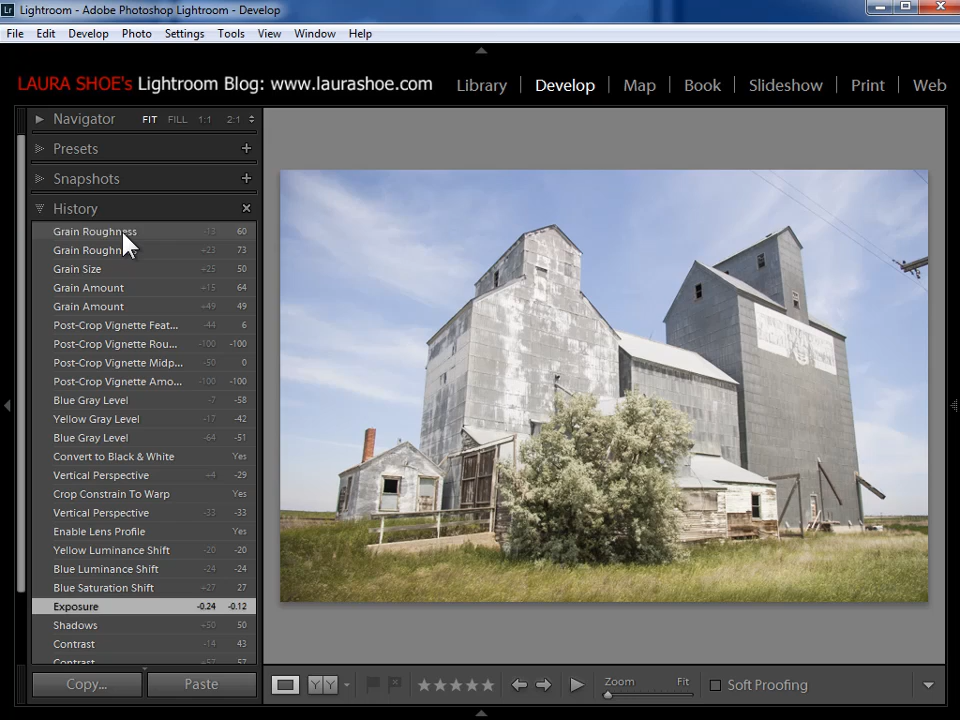 Lr Lightroom - Adobe Photoshop Lightroom - Develop
File Edit Develop Photo Settings Tools View Window Help
LAURA SHOE's Lightroom Blog: www.laurashoe.com Library Develop Map Book Slideshow Print Web
Navigator FIT FILL 1:1 2:1
Presets +
Snapshots +
History
Grain Roughness -13 60
Grain Roughn +23 73
Grain Size +25 50
Grain Amount +15 64
Grain Amount +49 49
Post-Crop Vignette Feat... -44 6
Post-Crop Vignette Rou... -100 -100
Post-Crop Vignette Midp... -50 0
Post-Crop Vignette Amo... -100 -100
Blue Gray Level -7 -58
Yellow Gray Level -17 -42
Blue Gray Level -64 -51
Convert to Black & White Yes
Vertical Perspective +4 -29
Crop Constrain To Warp Yes
Vertical Perspective -33 -33
Enable Lens Profile Yes
Yellow Luminance Shift -20 -20
Blue Luminance Shift -24 -24
Blue Saturation Shift +27 27
Exposure -0.24 -0.12
Shadows +50 50
Contrast -14 43
Contrast +57 57
Copy... Paste YY Zoom Fit Soft Proofing